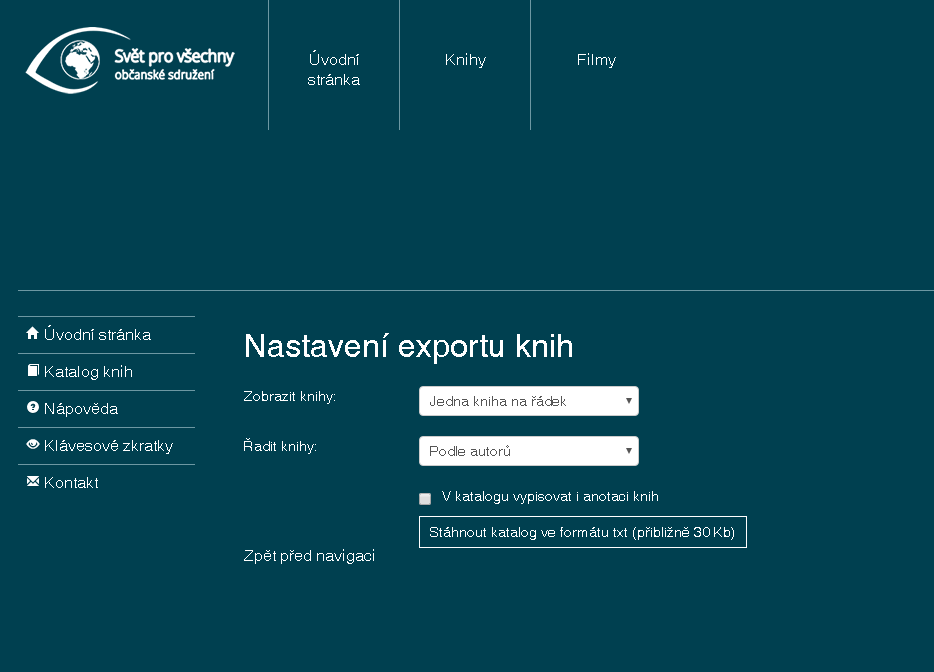 Svět pro všechny
občanské sdružení
Úvodní
stránka
Knihy
Filmy
Úvodní stránka
Katalog knih
Nápověda
Klávesové zkratky
Kontakt
Nastavení exportu knih
Zobrazit knihy:
Jedna kniha na řádek
Řadit knihy:
Podle autorů
V katalogu vypisovat i anotaci knih
Stáhnout katalog ve formátu txt (přibližně 30 Kb)
Zpět před navigaci